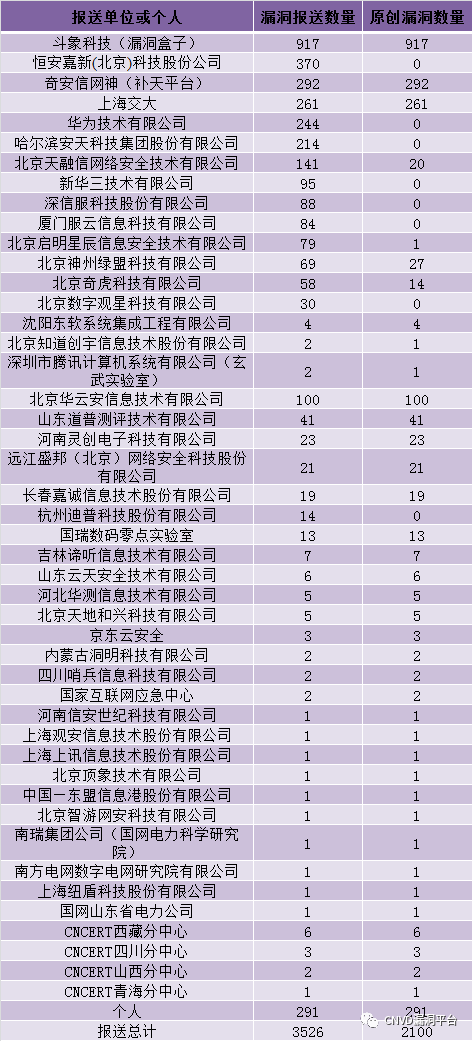 报送单位或个人 漏洞报送数量 原创漏洞数量
斗象科技（漏洞盒子） 917 917
恒安嘉新(北京)科技股份公司 370 0
奇安信网神（补天平台） 292 292
上海交大 261 261
华为技术有限公司 244 0
哈尔滨安天科技集团股份有限公司 214 0
北京天融信网络安全技术有限公司 141 20
新华三技术有限公司 95 0
深信服科技股份有限公司 88 0
厦门服云信息科技有限公司 84 0
北京启明星辰信息安全技术有限公司 79 1
北京神州绿盟科技有限公司 69 27
北京奇虎科技有限公司 58 14
北京数字观星科技有限公司 30 0
沈阳东软系统集成工程有限公司 4 4
北京知道创宇信息技术股份有限公司 2 1
深圳市腾讯计算机系统有限公司（玄
武实验室） 2 1
北京华云安信息技术有限公司 100 100
山东道普测评技术有限公司 41 41
河南灵创电子科技有限公司 23 23
远江盛邦（北京）网络安全科技股份
有限公司 21 21
长春嘉诚信息技术股份有限公司 19 19
杭州迪普科技股份有限公司 14 0
国瑞数码零点实验室 13 13
吉林谛听信息技术有限公司 7 7
山东云天安全技术有限公司 6 6
河北华测信息技术有限公司 5 5
北京天地和兴科技有限公司 5 5
京东云安全 3 3
内蒙古洞明科技有限公司 2 2
四川哨兵信息科技有限公司 2 2
国家互联网应急中心 2 2
河南信安世纪科技有限公司 1 1
上海观安信息技术股份有限公司 1 1
上海上讯信息技术股份有限公司 1 1
北京顶象技术有限公司 1 1
中国—东盟信息港股份有限公司 1 1
北京智游网安科技有限公司 1 1
南瑞集团公司（国网电力科学研究
院） 1 1
南方电网数字电网研究院有限公司 1 1
上海纽盾科技股份有限公司 1 1
国网山东省电力公司 1 1
CNCERT西藏分中心 6 6
CNCERT四川分中心 3 3
CNCERT山西分中心 2 2
CNCERT青海分中心 1 1
个人 291 291
报送总计 3526 2100
CNVD漏洞平台